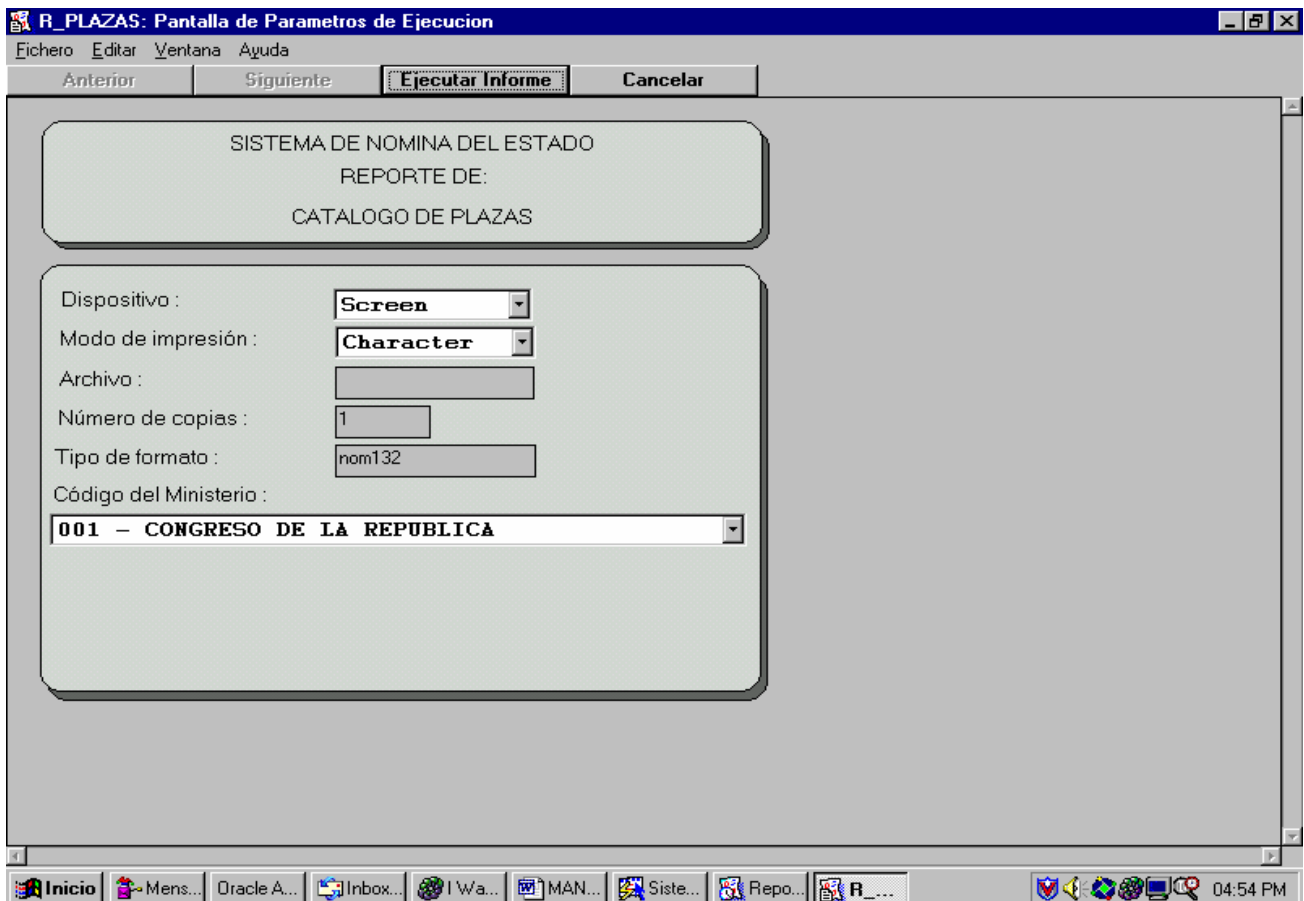 R_PLAZAS: Pantalla de Parametros de Ejecucion
Fichero Editar Ventana Ayuda
Anterior Siguiente Ejecutar Informe Cancelar
SISTEMA DE NOMINA DEL ESTADO
REPORTE DE:
CATALOGO DE PLAZAS
Dispositivo : Screen
Modo de impresión : Character
Archivo :
Número de copias : 1
Tipo de formato : nom132
Código del Ministerio :
001 - CONGRESO DE LA REPUBLICA
Inicio Mens... Oracle A... Inbox... I Wa... MAN... Siste... Repo... R_... 04:54 PM